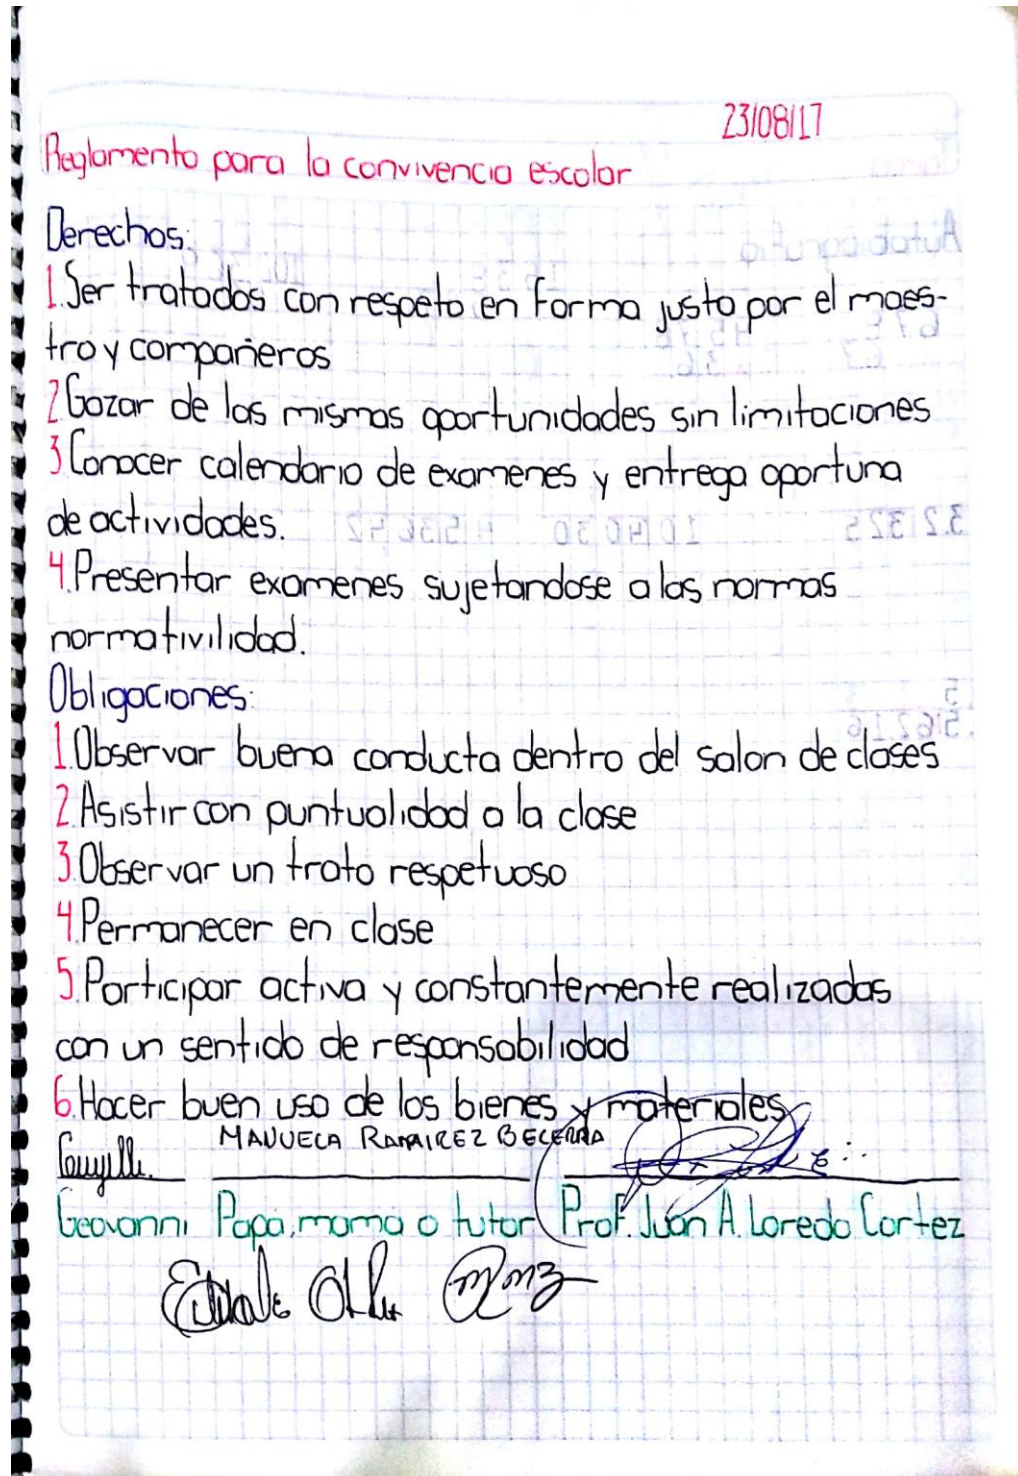 23/08/17
Reglamento para la convivencia escolar
Derechos:
1.Ser tratados con respeto en forma justo por el maes-
tro y compañeros
2 Gozar de las mismas oportunidades sin limitaciones
3 Conocer calendario de examenes y entrega oportuna
de actividades.
4.Presentar examenes sujetandose a las normas
normativilidad.
Obligaciones:
1.Observar buena conducta dentro del salon de clases
2.Asistir con puntualidad a la clase
3.Observar un trato respetuoso
4.Permanecer en clase
5.Participar activa y constantemente realizadas
con un sentido de responsabilidad
6.Hacer buen uso de los bienes y materiales
MANUELA RAMIREZ BECERRA
Geovanni Papa, mama o tutor Prof. Juan A. Loredo Cortez